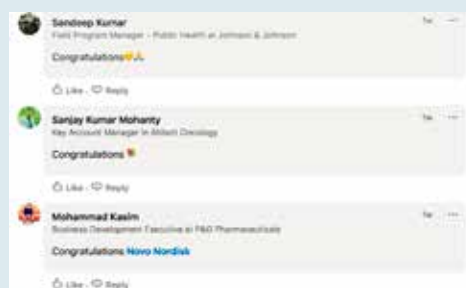 Sandeep Kumar
Field Program Manager - Public Health at Johnson & Johnson
Congratulations💛🙏
Like · Reply
Sanjay Kumar Mohanty
Key Account Manager in Oncology
Congratulations 💐
Like · Reply
Mohammad Kasim
Business Development Executive at P&G Pharmaceuticals
Congratulations Novo Nordisk
Like · Reply